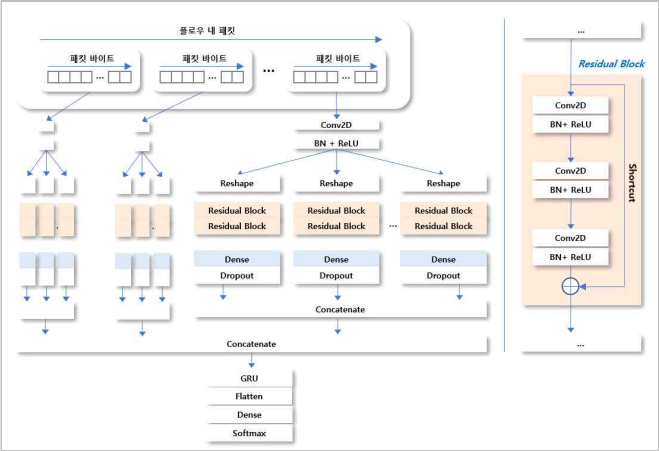 플로우 내 패킷
패킷 바이트
...
패킷 바이트
...
...
패킷 바이트
...
Conv2D
BN + ReLU
Reshape
Reshape
Reshape
Residual Block
Residual Block
Residual Block
Residual Block
Residual Block
Residual Block
...
Dense
Dense
Dense
Dropout
Dropout
Dropout
Concatenate
Concatenate
GRU
Flatten
Dense
Softmax
...
Residual Block
Conv2D
BN+ ReLU
Conv2D
BN+ ReLU
Conv2D
BN+ ReLU
Shortcut
...